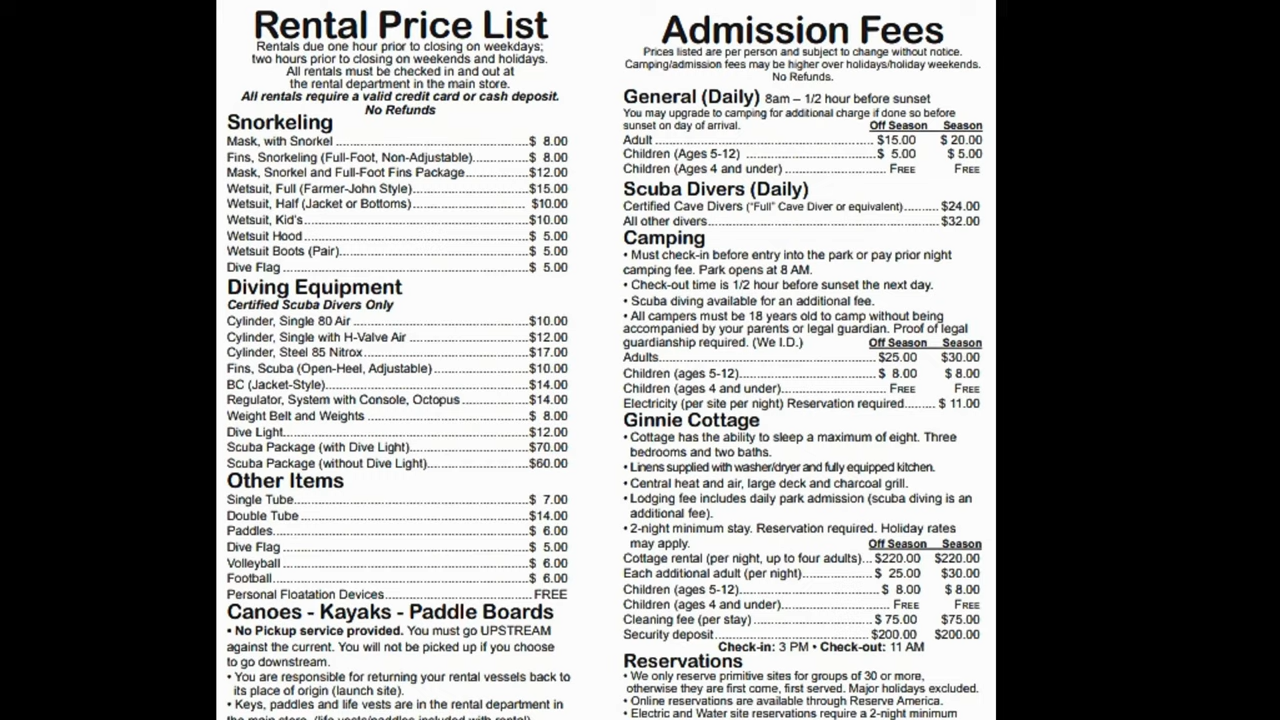 Rental Price List
Rentals due one hour prior to closing on weekdays;
two hours prior to closing on weekends and holidays.
All rentals must be checked in and out at
the rental department in the main store.
All rentals require a valid credit card or cash deposit.
No Refunds
Snorkeling
Mask, with Snorkel $ 8.00
Fins, Snorkeling (Full-Foot, Non-Adjustable) $ 8.00
Mask, Snorkel and Full-Foot Fins Package $12.00
Wetsuit, Full (Farmer-John Style) $15.00
Wetsuit, Half (Jacket or Bottoms) $10.00
Wetsuit, Kid's $10.00
Wetsuit Hood $ 5.00
Wetsuit Boots (Pair) $ 5.00
Dive Flag $ 5.00
Diving Equipment
Certified Scuba Divers Only
Cylinder, Single 80 Air $10.00
Cylinder, Single with H-Valve Air $12.00
Cylinder, Steel 85 Nitrox $17.00
Fins, Scuba (Open-Heel, Adjustable) $10.00
BC (Jacket-Style) $14.00
Regulator, System with Console, Octopus $14.00
Weight Belt and Weights $ 8.00
Dive Light $12.00
Scuba Package (with Dive Light) $70.00
Scuba Package (without Dive Light) $60.00
Other Items
Single Tube $ 7.00
Double Tube $14.00
Paddles $ 6.00
Dive Flag $ 5.00
Volleyball $ 6.00
Football $ 6.00
Personal Floatation Devices FREE
Canoes - Kayaks - Paddle Boards
• No Pickup service provided. You must go UPSTREAM
against the current. You will not be picked up if you choose
to go downstream.
• You are responsible for returning your rental vessels back to
its place of origin (launch site).
• Keys, paddles and life vests are in the rental department in
the main store. (life vests/paddles included with rental)
Admission Fees
Prices listed are per person and subject to change without notice.
Camping/admission fees may be higher over holidays/holiday weekends.
No Refunds.
General (Daily) 8am – 1/2 hour before sunset
You may upgrade to camping for additional charge if done so before
sunset on day of arrival. Off Season Season
Adult $15.00 $ 20.00
Children (Ages 5-12) $ 5.00 $ 5.00
Children (Ages 4 and under) FREE FREE
Scuba Divers (Daily)
Certified Cave Divers ("Full" Cave Diver or equivalent) $24.00
All other divers $32.00
Camping
• Must check-in before entry into the park or pay prior night
camping fee. Park opens at 8 AM.
• Check-out time is 1/2 hour before sunset the next day.
• Scuba diving available for an additional fee.
• All campers must be 18 years old to camp without being
accompanied by your parents or legal guardian. Proof of legal
guardianship required. (We I.D.) Off Season Season
Adults $25.00 $30.00
Children (ages 5-12) $ 8.00 $ 8.00
Children (ages 4 and under) FREE FREE
Electricity (per site per night) Reservation required $ 11.00
Ginnie Cottage
• Cottage has the ability to sleep a maximum of eight. Three
bedrooms and two baths.
• Linens supplied with washer/dryer and fully equipped kitchen.
• Central heat and air, large deck and charcoal grill.
• Lodging fee includes daily park admission (scuba diving is an
additional fee).
• 2-night minimum stay. Reservation required. Holiday rates
may apply. Off Season Season
Cottage rental (per night, up to four adults) $220.00 $220.00
Each additional adult (per night) $ 25.00 $30.00
Children (ages 5-12) $ 8.00 $ 8.00
Children (ages 4 and under) FREE FREE
Cleaning fee (per stay) $ 75.00 $75.00
Security deposit $200.00 $200.00
Check-in: 3 PM • Check-out: 11 AM
Reservations
• We only reserve primitive sites for groups of 30 or more,
otherwise they are first come, first served. Major holidays excluded.
• Online reservations are available through Reserve America.
• Electric and Water site reservations require a 2-night minimum